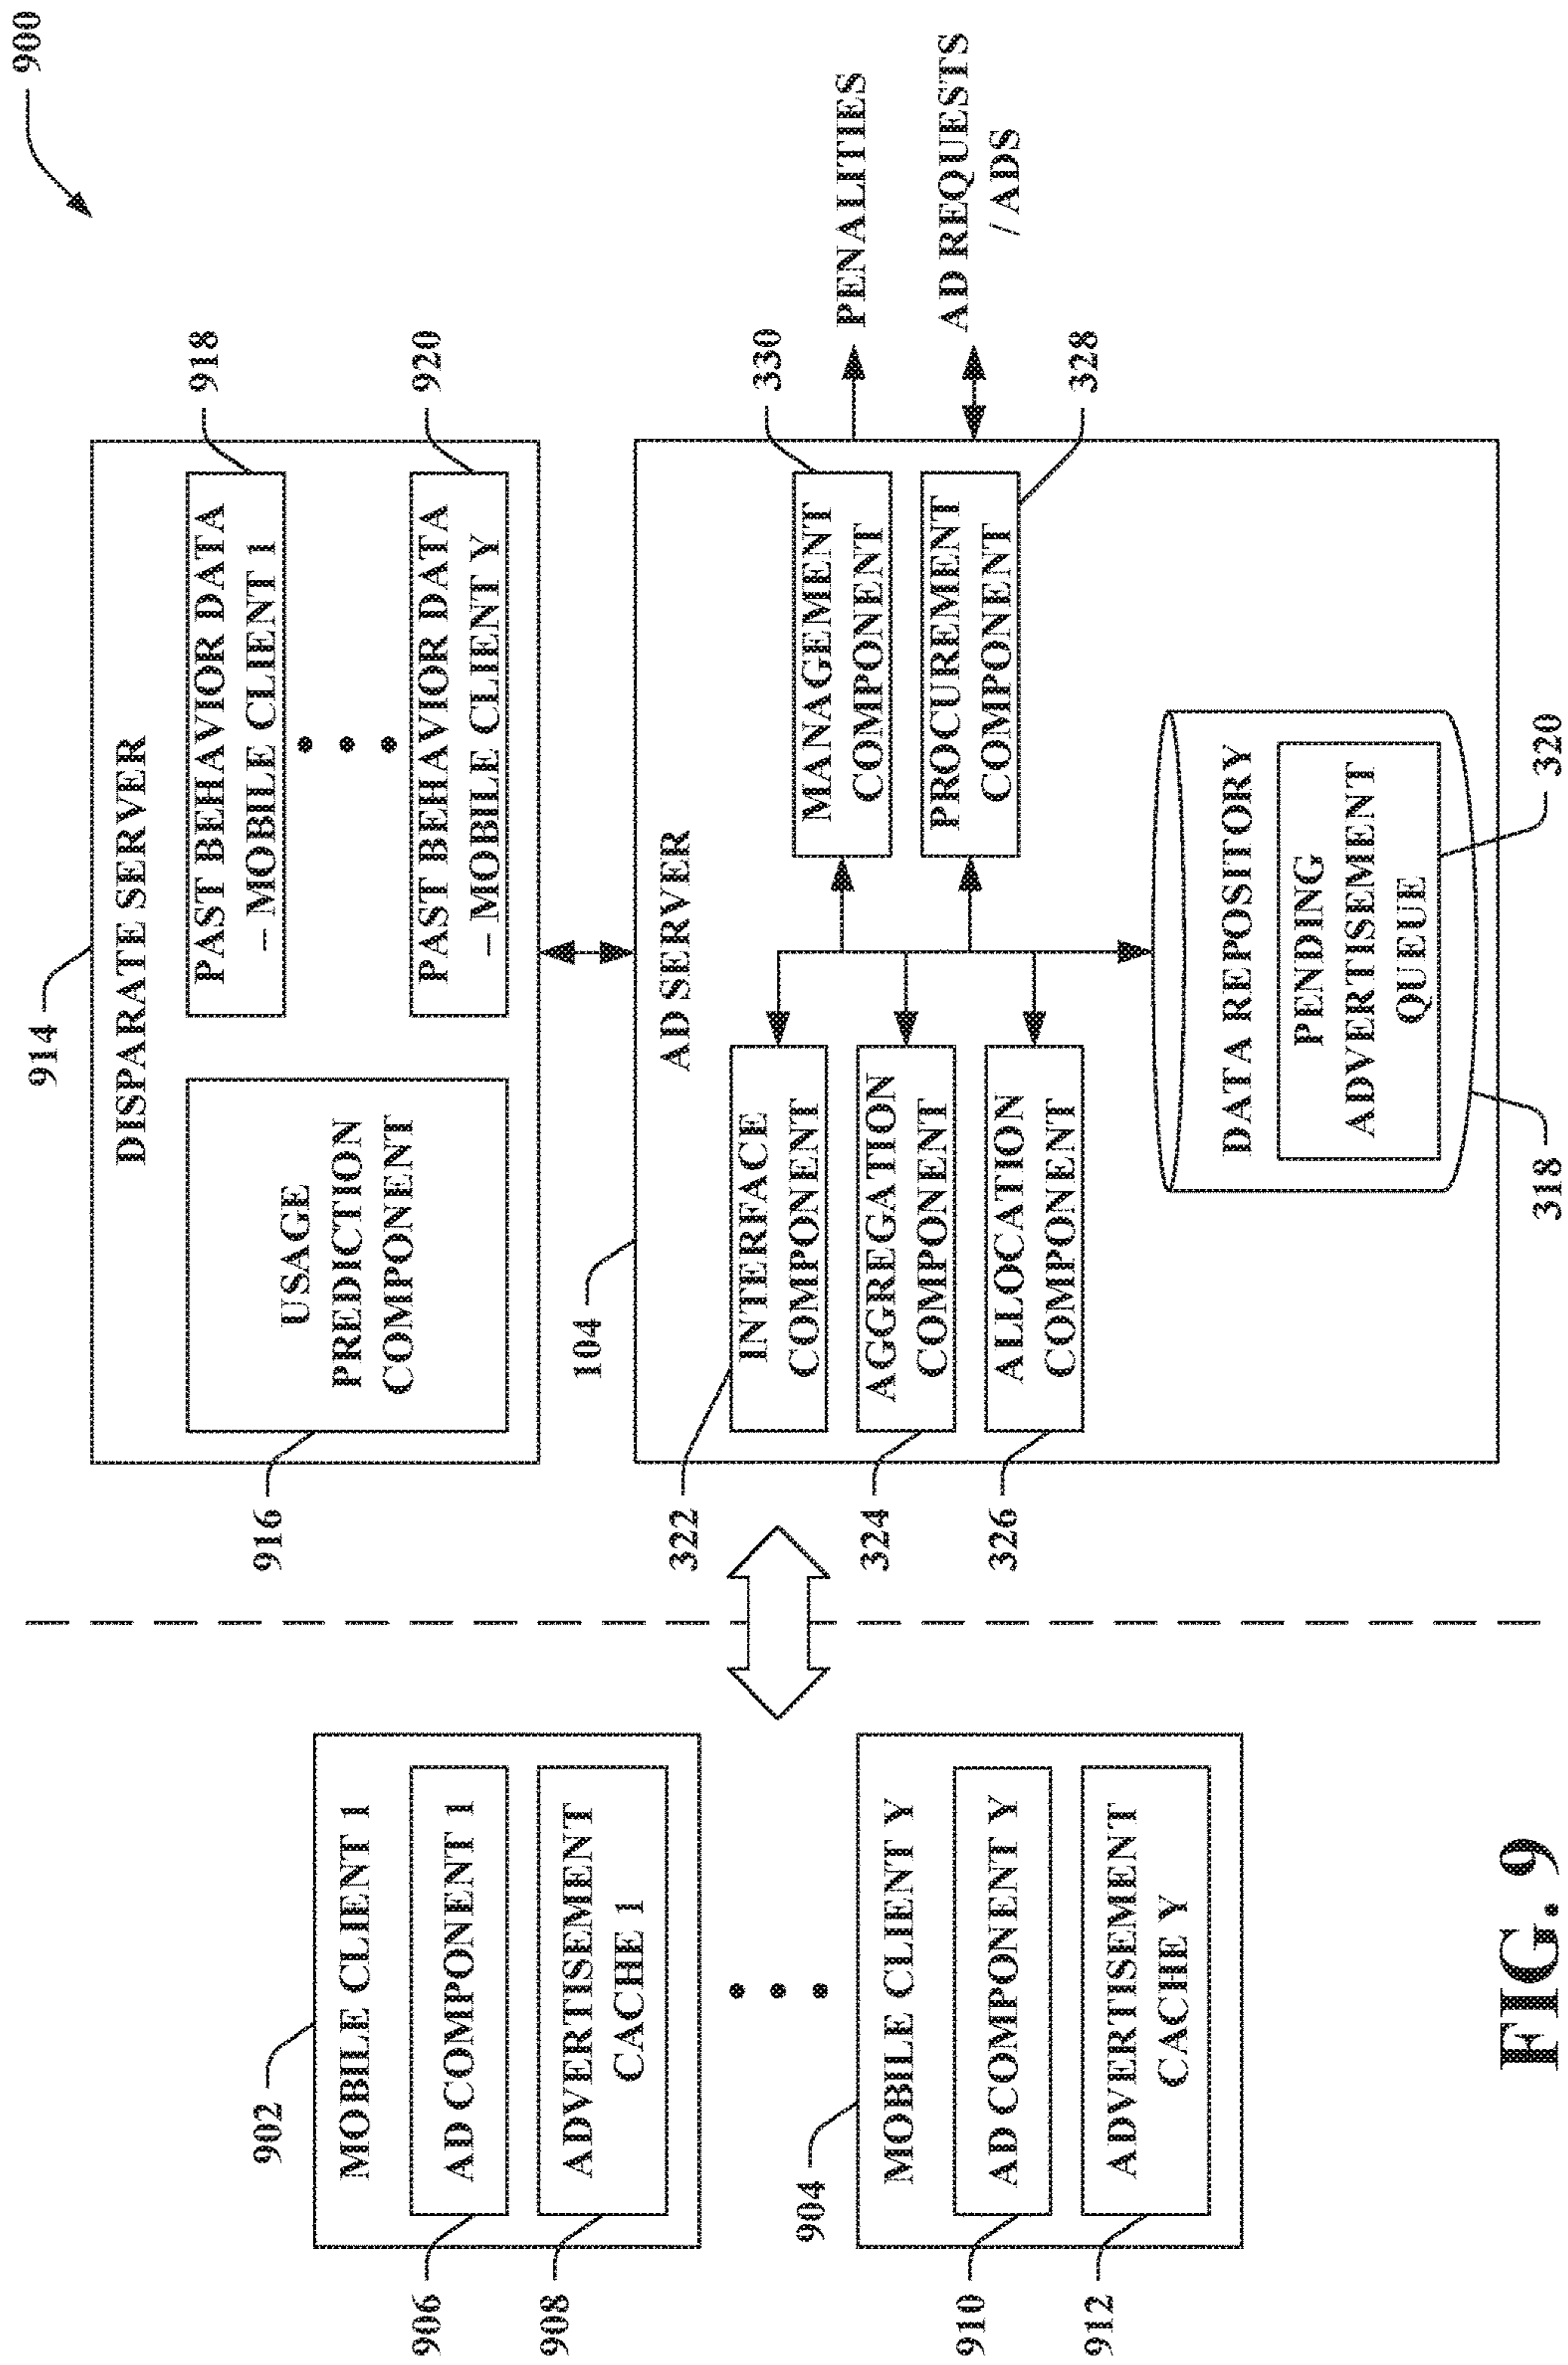 900
914
DISPARATE SERVER
USAGE
PREDICTION
COMPONENT
916
PAST BEHAVIOR DATA
– MOBILE CLIENT 1
918
PAST BEHAVIOR DATA
– MOBILE CLIENT Y
920
902
MOBILE CLIENT 1
AD COMPONENT 1
906
ADVERTISEMENT
CACHE 1
908
904
MOBILE CLIENT Y
AD COMPONENT Y
910
ADVERTISEMENT
CACHE Y
912
104
AD SERVER
322
INTERFACE
COMPONENT
324
AGGREGATION
COMPONENT
326
ALLOCATION
COMPONENT
330
MANAGEMENT
COMPONENT
PROCUREMENT
COMPONENT
328
PENALITIES
AD REQUESTS
/ ADS
DATA REPOSITORY
PENDING
ADVERTISEMENT
QUEUE
318
320
FIG. 9